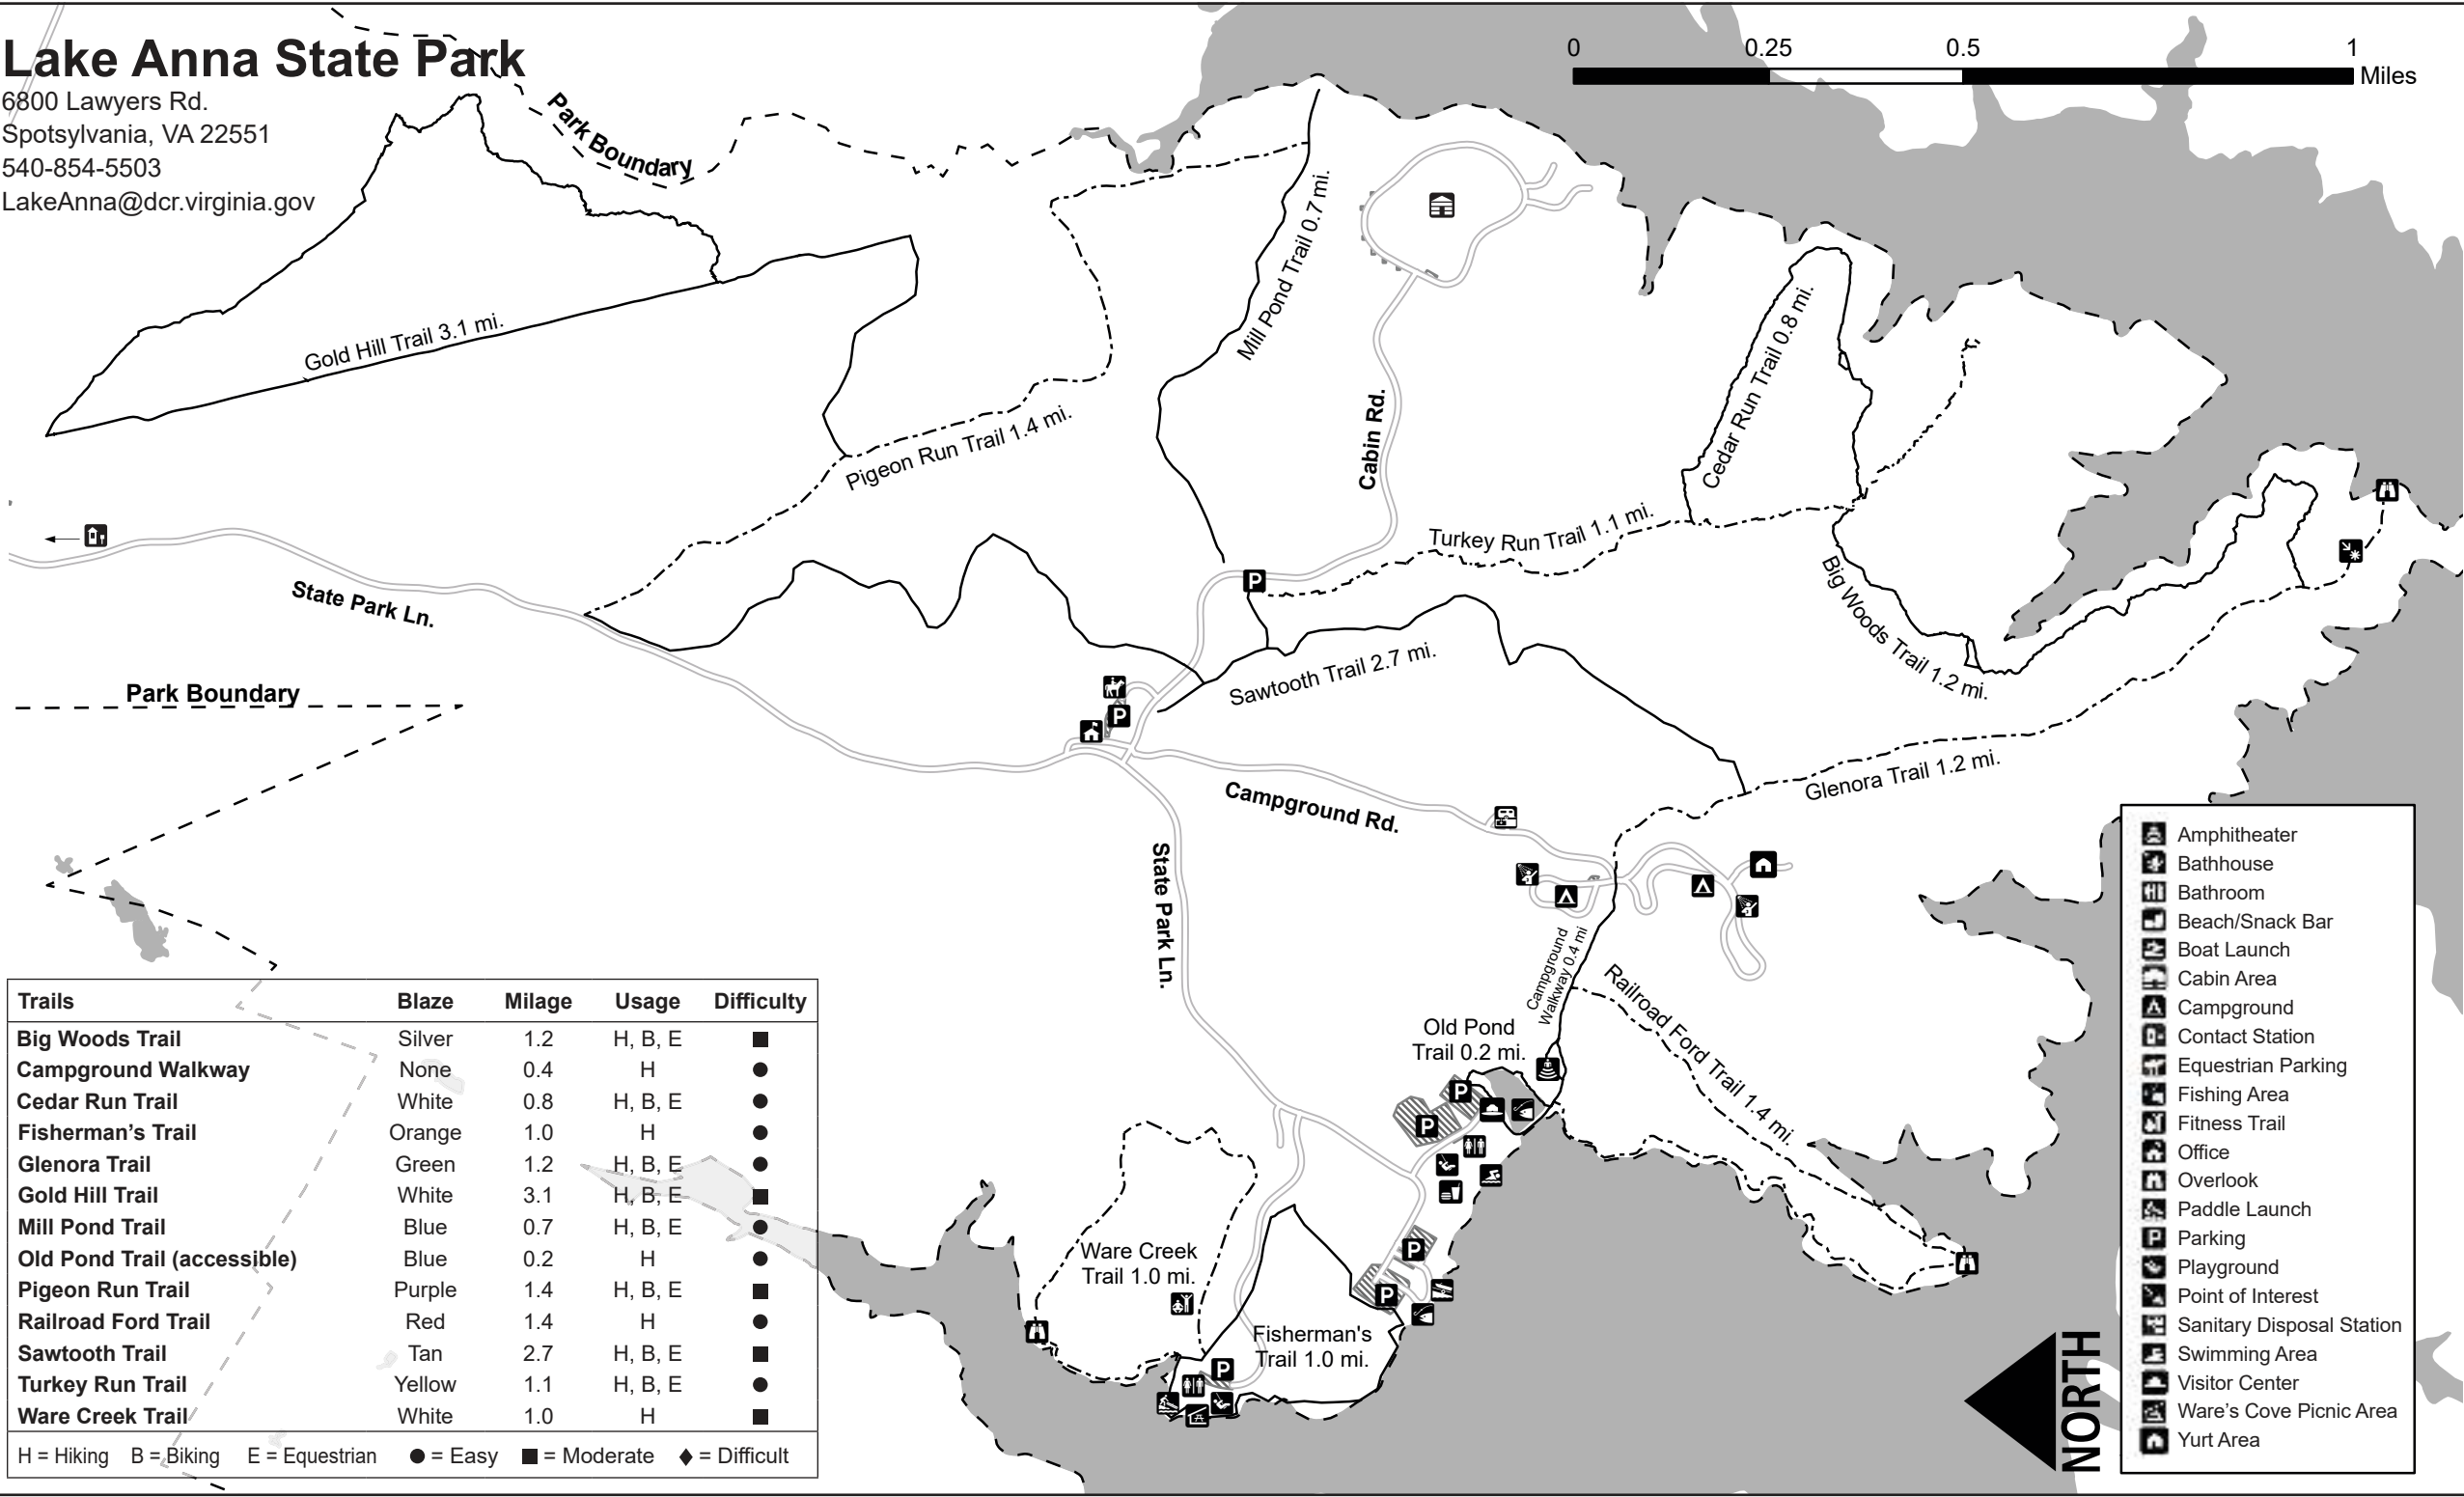 Lake Anna State Park
6800 Lawyers Rd.
Spotsylvania, VA 22551
540-854-5503
LakeAnna@dcr.virginia.gov
0 0.25 0.5 1
Miles
Park Boundary
Gold Hill Trail 3.1 mi.
Mill Pond Trail 0.7 mi.
Cabin Rd.
Cedar Run Trail 0.8 mi.
Pigeon Run Trail 1.4 mi.
Turkey Run Trail 1.1 mi.
Big Woods Trail 1.2 mi.
State Park Ln.
P
Sawtooth Trail 2.7 mi.
Park Boundary
P
Glenora Trail 1.2 mi.
Campground Rd.
State Park Ln.
Campground
Walkway 0.4 mi
Railroad Ford Trail 1.4 mi.
Old Pond
Trail 0.2 mi.
P
P
Ware Creek
Trail 1.0 mi.
P
P
Fisherman's
Trail 1.0 mi.
P
Trails Blaze Milage Usage Difficulty
Big Woods Trail Silver 1.2 H, B, E
Campground Walkway None 0.4 H
Cedar Run Trail White 0.8 H, B, E
Fisherman's Trail Orange 1.0 H
Glenora Trail Green 1.2 H, B, E
Gold Hill Trail White 3.1 H, B, E
Mill Pond Trail Blue 0.7 H, B, E
Old Pond Trail (accessible) Blue 0.2 H
Pigeon Run Trail Purple 1.4 H, B, E
Railroad Ford Trail Red 1.4 H
Sawtooth Trail Tan 2.7 H, B, E
Turkey Run Trail Yellow 1.1 H, B, E
Ware Creek Trail White 1.0 H
H = Hiking B = Biking E = Equestrian ● = Easy ■ = Moderate ♦ = Difficult
NORTH
Amphitheater
Bathhouse
Bathroom
Beach/Snack Bar
Boat Launch
Cabin Area
Campground
Contact Station
Equestrian Parking
Fishing Area
Fitness Trail
Office
Overlook
Paddle Launch
P Parking
Playground
Point of Interest
Sanitary Disposal Station
Swimming Area
Visitor Center
Ware's Cove Picnic Area
Yurt Area